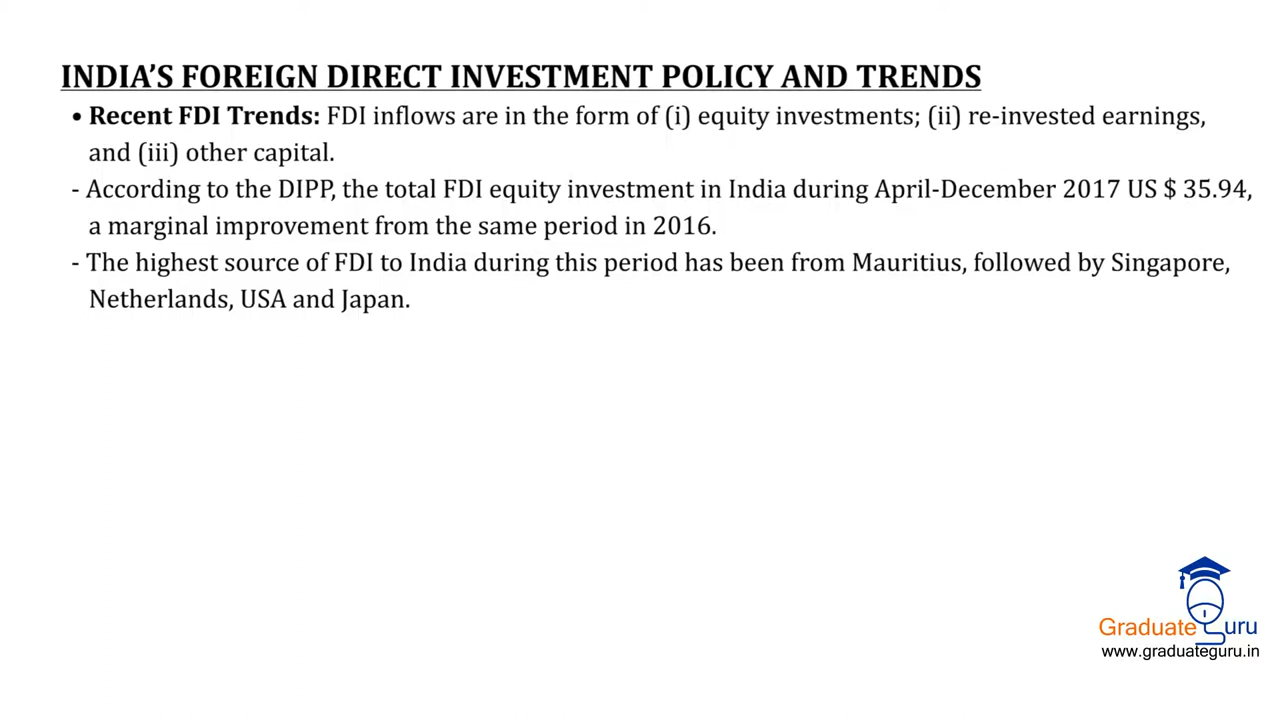 INDIA’S FOREIGN DIRECT INVESTMENT POLICY AND TRENDS
• Recent FDI Trends: FDI inflows are in the form of (i) equity investments; (ii) re-invested earnings,
and (iii) other capital.
- According to the DIPP, the total FDI equity investment in India during April-December 2017 US $ 35.94,
a marginal improvement from the same period in 2016.
- The highest source of FDI to India during this period has been from Mauritius, followed by Singapore,
Netherlands, USA and Japan.
Graduate Guru
www.graduateguru.in